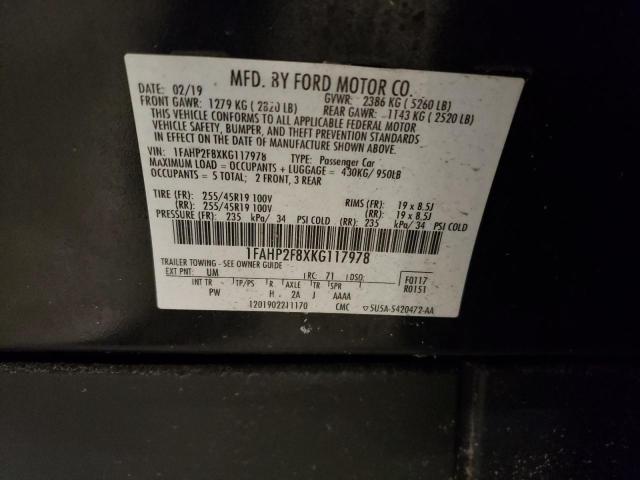 MFD. BY FORD MOTOR CO.
DATE: 02/19 GVWR: 2386 KG ( 5260 LB)
FRONT GAWR: 1279 KG ( 2820 LB) REAR GAWR: 1143 KG ( 2520 LB)
THIS VEHICLE CONFORMS TO ALL APPLICABLE FEDERAL MOTOR
VEHICLE SAFETY, BUMPER, AND THEFT PREVENTION STANDARDS
IN EFFECT ON THE DATE OF MANUFACTURE SHOWN ABOVE.
VIN: 1FAHP2F8XKG117978 TYPE: Passenger Car
MAXIMUM LOAD = OCCUPANTS + LUGGAGE = 430KG/ 950LB
OCCUPANTS = 5 TOTAL; 2 FRONT, 3 REAR
TIRE (FR): 255/45R19 100V RIMS (FR): 19 x 8.5J
(RR): 255/45R19 100V (RR): 19 x 8.5J
PRESSURE (FR): 235 kPa/ 34 PSI COLD (RR): 235 kPa/ 34 PSI COLD
1FAHP2F8XKG117978
TRAILER TOWING - SEE OWNER GUIDE
EXT PNT: UM RC: 71 DSO: F0117
INT TR TP/PS R AXLE TR SPR R0151
PW H 2A J AAAA
12019022J1170 CMC ▽5U5A-5420472-AA